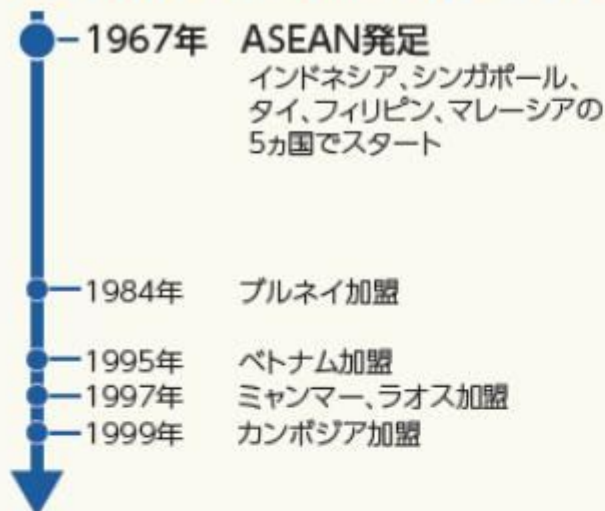 1967年 ASEAN発足
インドネシア、シンガポール、
タイ、フィリピン、マレーシアの
5ヵ国でスタート
1984年 ブルネイ加盟
1995年 ベトナム加盟
1997年 ミャンマー、ラオス加盟
1999年 カンボジア加盟